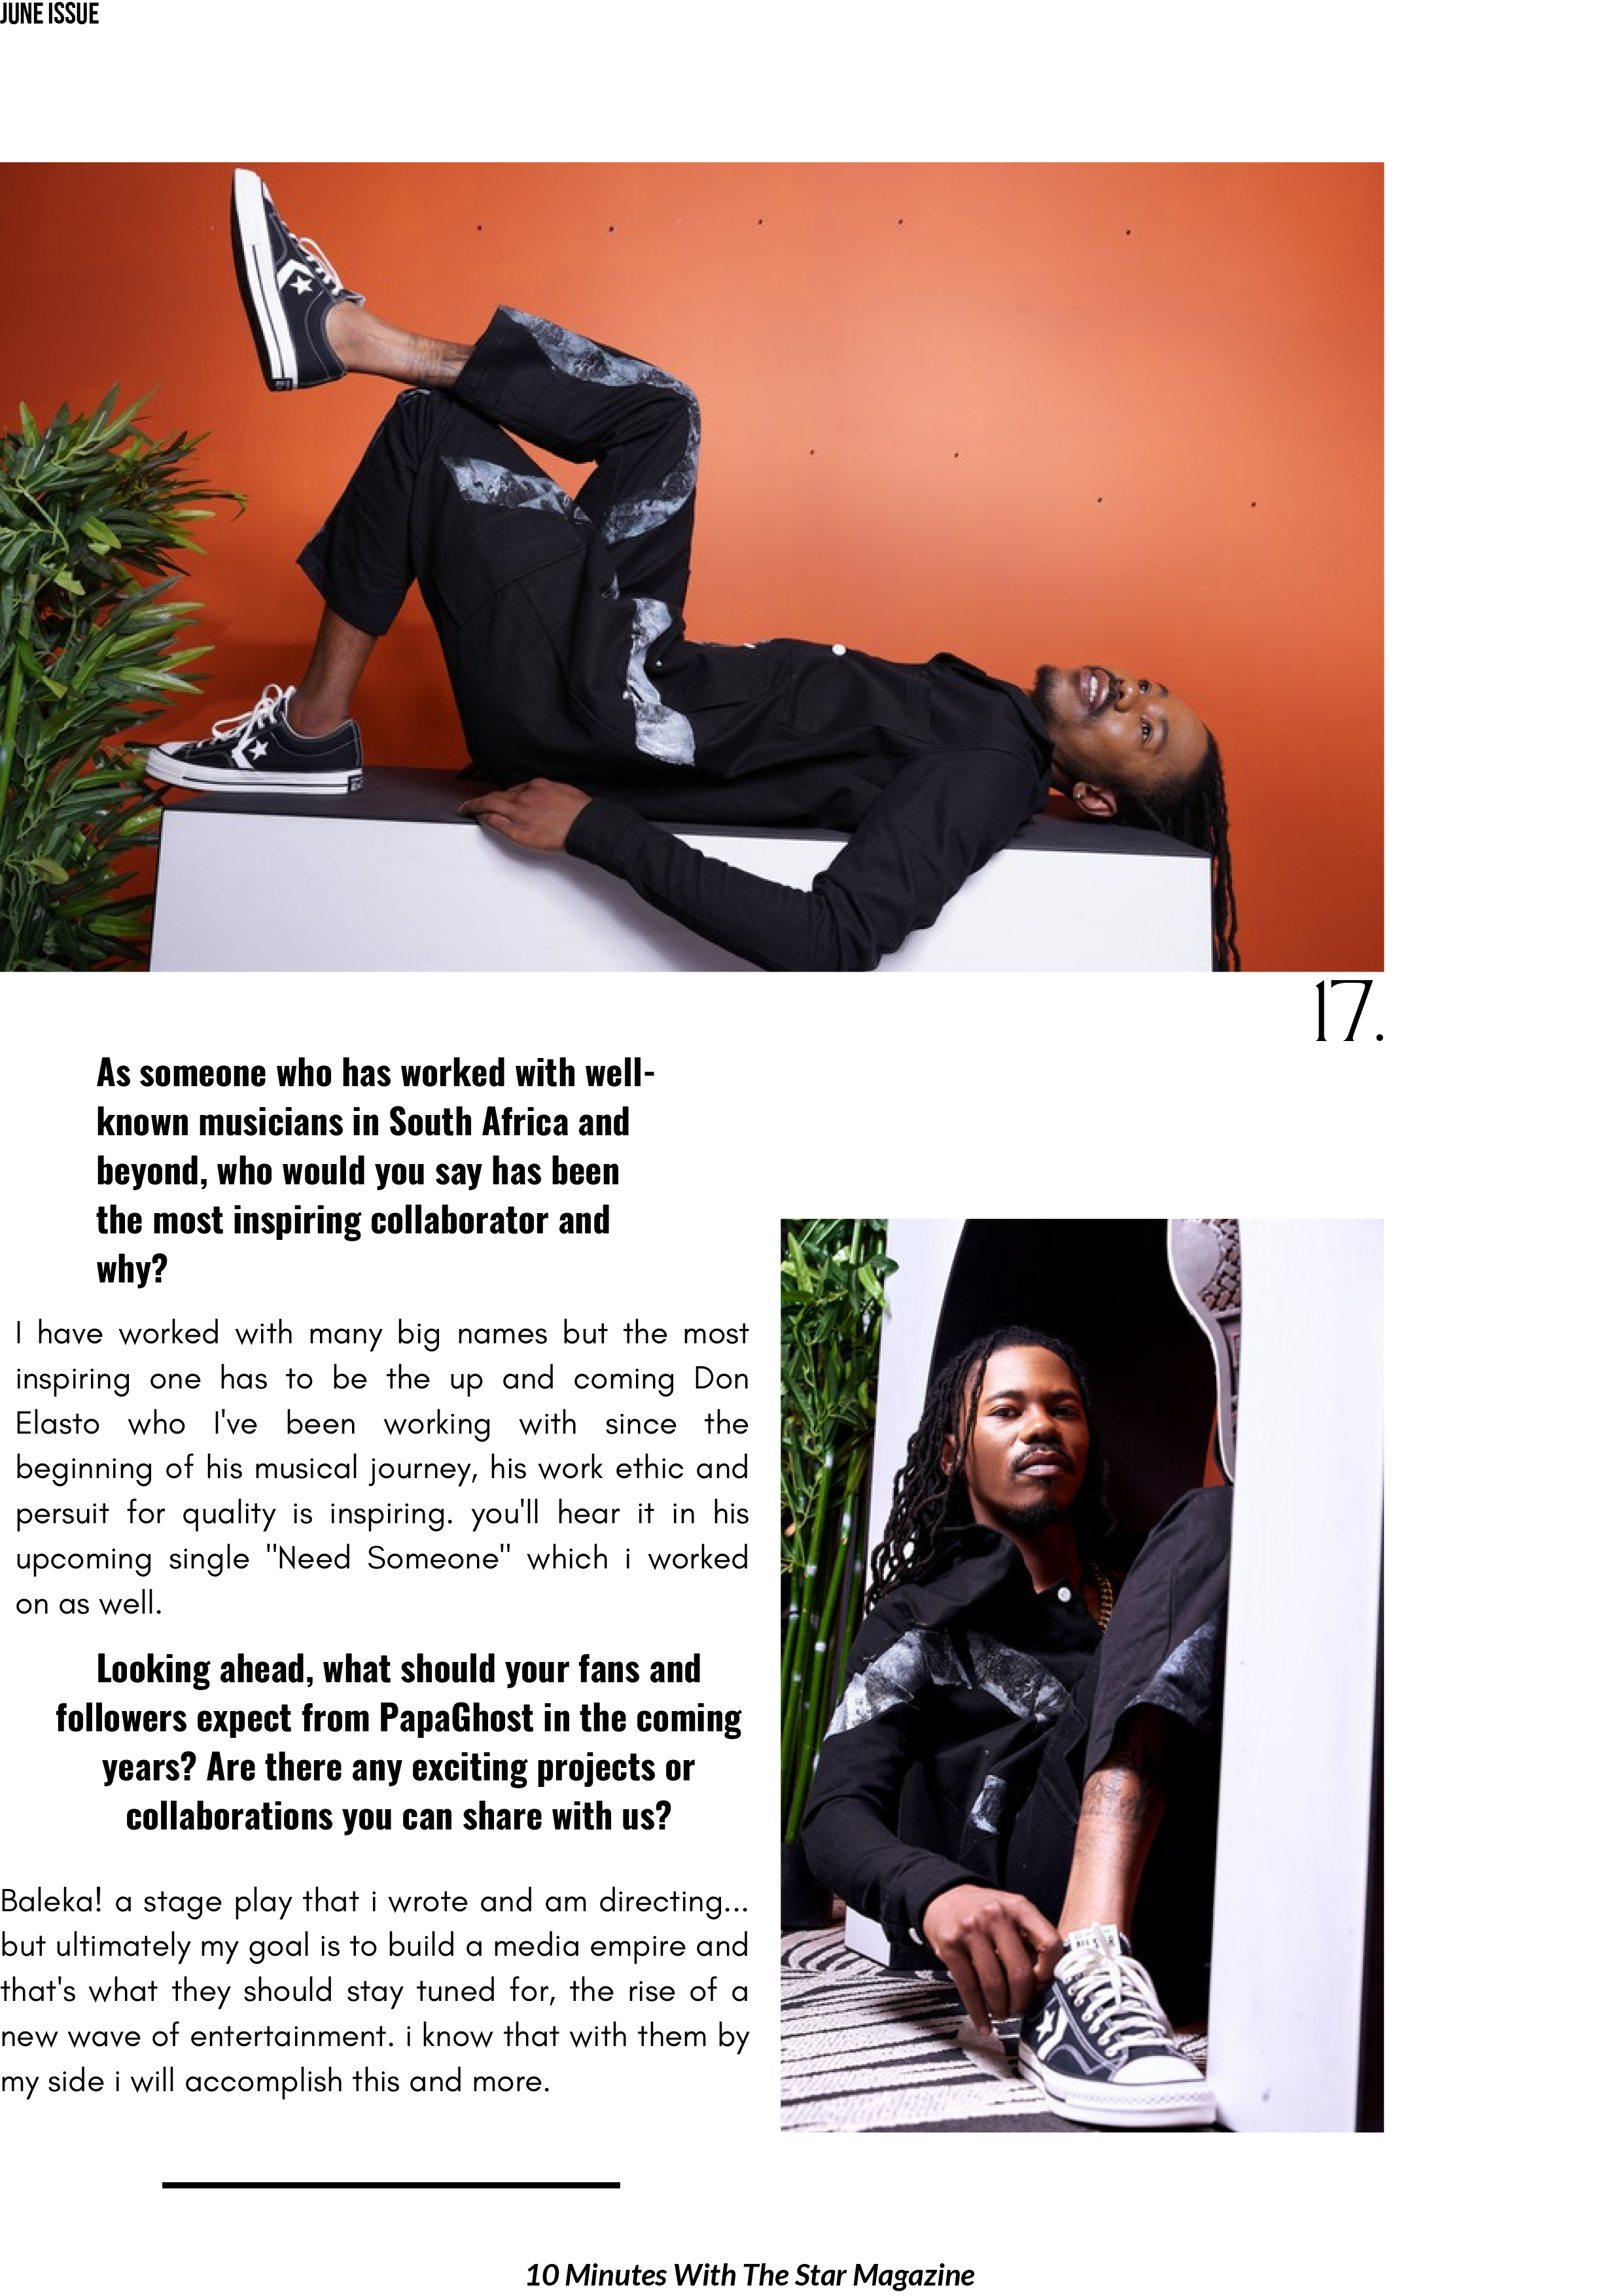 JUNE ISSUE
17.
As someone who has worked with well-
known musicians in South Africa and
beyond, who would you say has been
the most inspiring collaborator and
why?
I have worked with many big names but the most
inspiring one has to be the up and coming Don
Elasto who I've been working with since the
beginning of his musical journey, his work ethic and
persuit for quality is inspiring. you'll hear it in his
upcoming single "Need Someone" which i worked
on as well.
Looking ahead, what should your fans and
followers expect from PapaGhost in the coming
years? Are there any exciting projects or
collaborations you can share with us?
Baleka! a stage play that i wrote and am directing...
but ultimately my goal is to build a media empire and
that's what they should stay tuned for, the rise of a
new wave of entertainment. i know that with them by
my side i will accomplish this and more.
10 Minutes With The Star Magazine